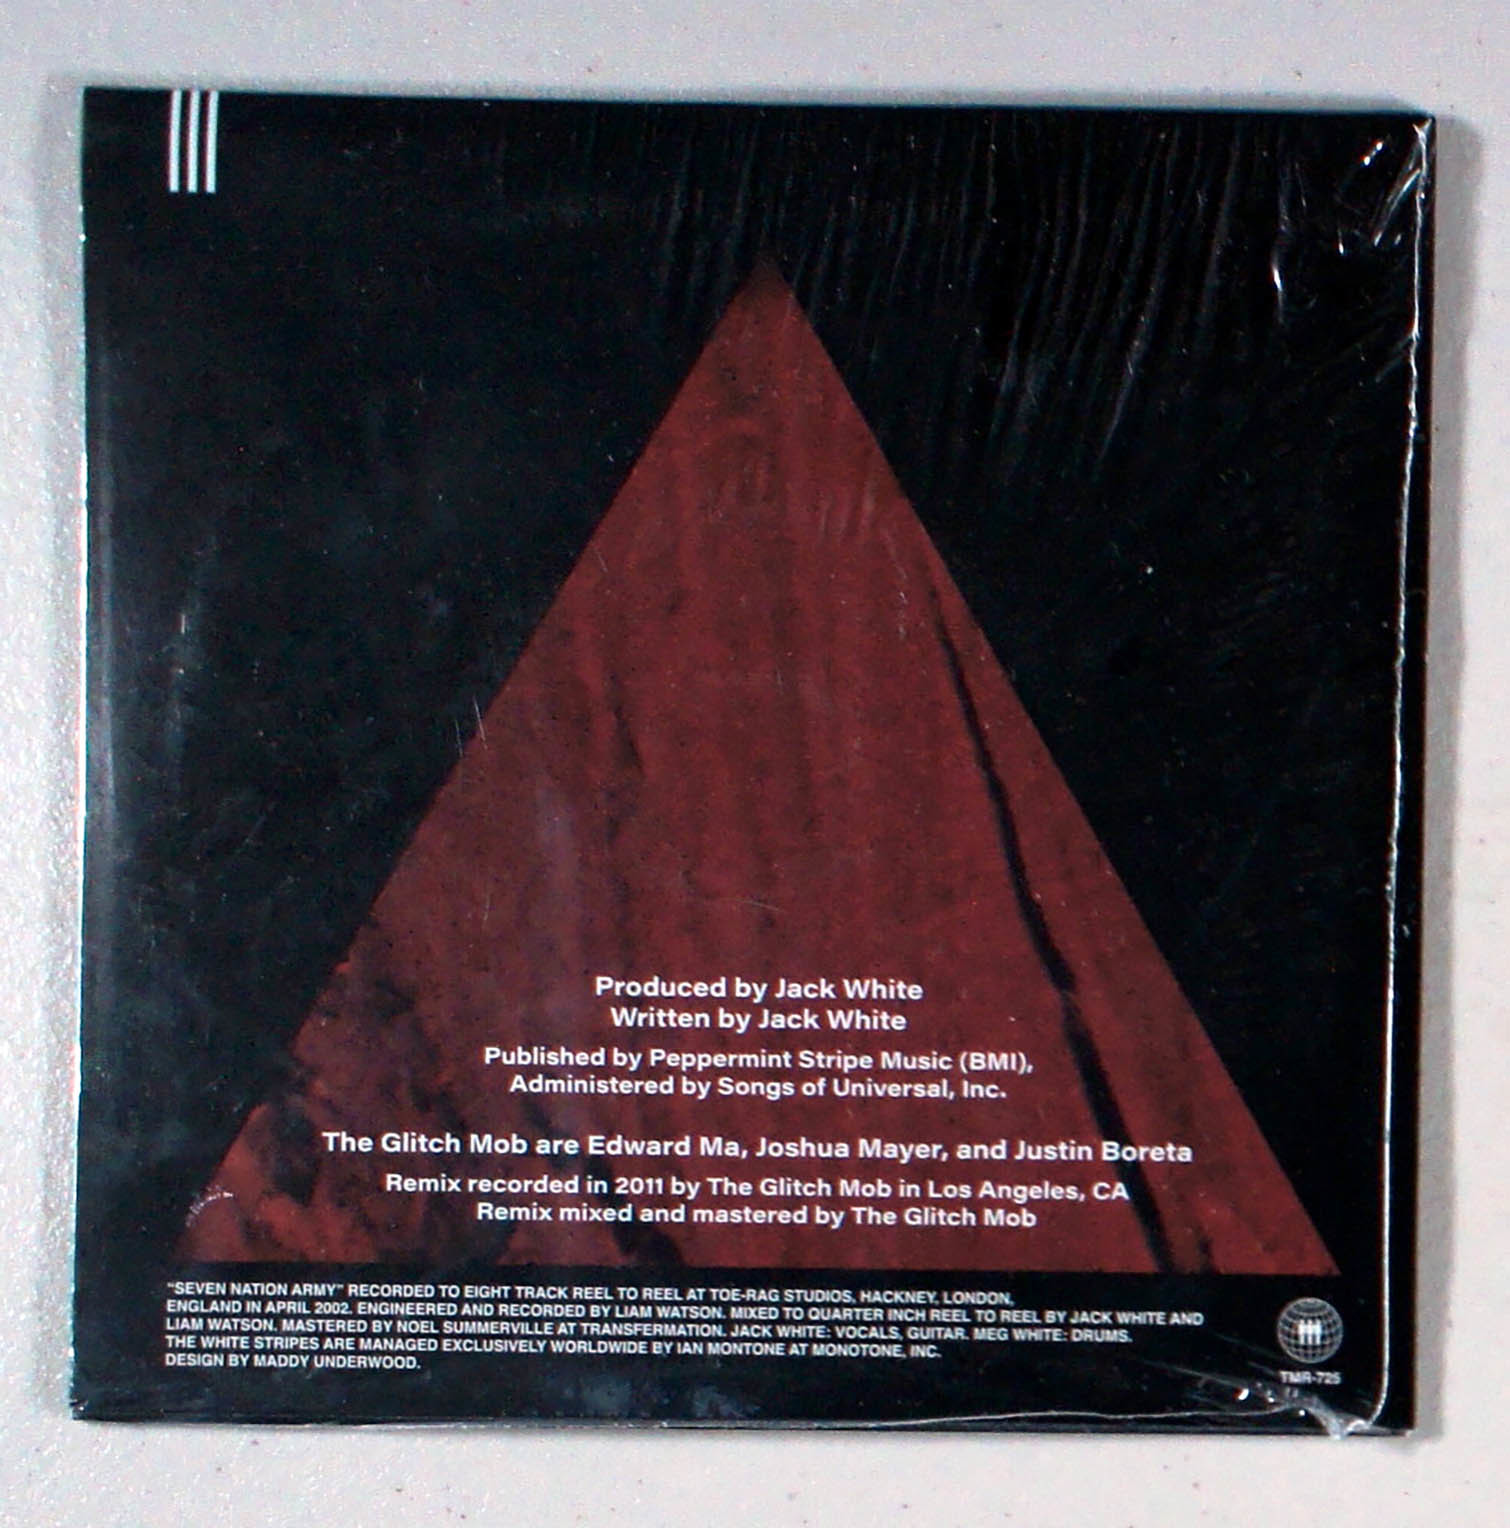 Produced by Jack White
Written by Jack White
Published by Peppermint Stripe Music (BMI),
Administered by Songs of Universal, Inc.
The Glitch Mob are Edward Ma, Joshua Mayer, and Justin Boreta
Remix recorded in 2011 by The Glitch Mob in Los Angeles, CA
Remix mixed and mastered by The Glitch Mob
"SEVEN NATION ARMY" RECORDED TO EIGHT TRACK REEL TO REEL AT TOE-RAG STUDIOS, HACKNEY, LONDON,
ENGLAND IN APRIL 2002. ENGINEERED AND RECORDED BY LIAM WATSON. MIXED TO QUARTER INCH REEL TO REEL BY JACK WHITE AND
LIAM WATSON. MASTERED BY NOEL SUMMERVILLE AT TRANSFERMATION. JACK WHITE: VOCALS, GUITAR. MEG WHITE: DRUMS.
THE WHITE STRIPES ARE MANAGED EXCLUSIVELY WORLDWIDE BY IAN MONTONE AT MONOTONE, INC.
DESIGN BY MADDY UNDERWOOD.
TMR-725